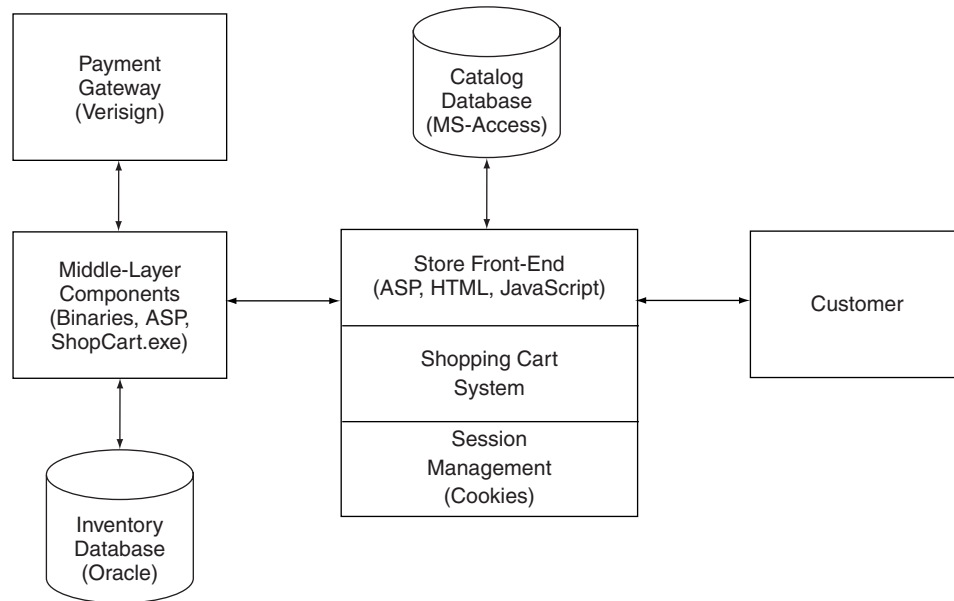 Payment
Gateway
(Verisign)
Catalog
Database
(MS-Access)
Middle-Layer
Components
(Binaries, ASP,
ShopCart.exe)
Store Front-End
(ASP, HTML, JavaScript)
Shopping Cart
System
Session
Management
(Cookies)
Customer
Inventory
Database
(Oracle)